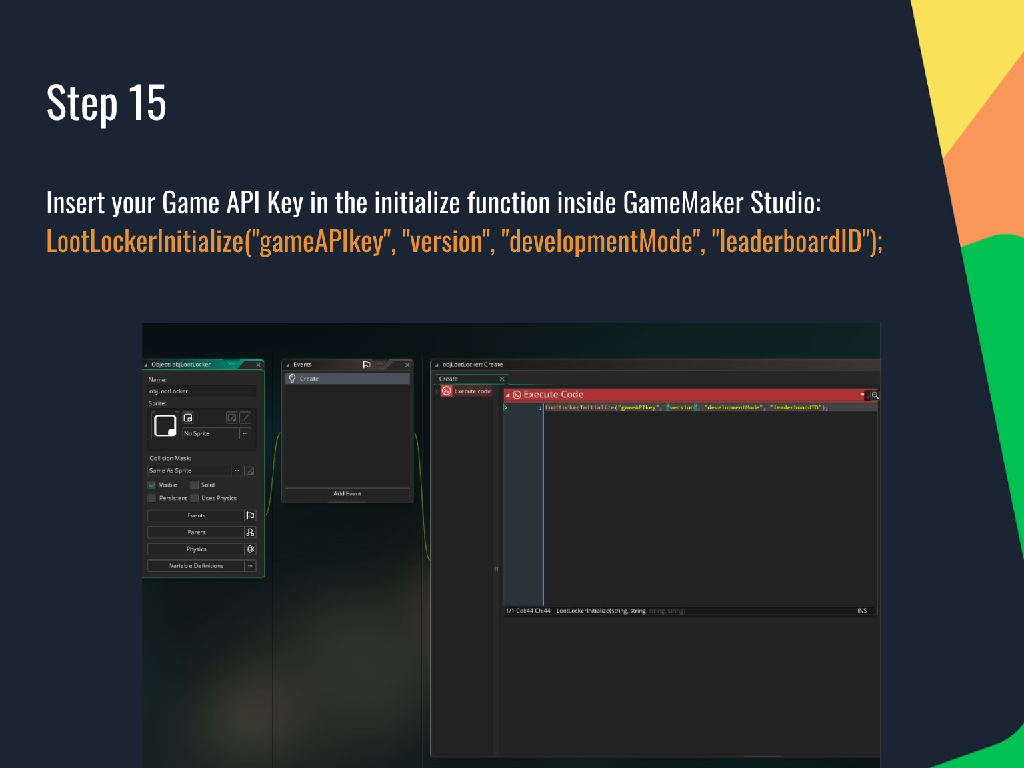 Step 15
Insert your Game API Key in the initialize function inside GameMaker Studio:
LootLockerInitialize("gameAPIkey", "version", "developmentMode", "leaderboardID");
Object: objLootLocker
Name:
objLootLocker
Sprite:
No Sprite
Collision Mask:
Same As Sprite
Visible
Solid
Persistent
Uses Physics
Events
Parent
Physics
Variable Definitions
Events
Create
Add Event
objLootLocker: Create
Create
Execute code
Execute Code
1 LootLockerInitialize("gameAPIkey", "version", "developmentMode", "leaderboardID");
1/1 Col:44 Ch:44 LootLockerInitialize(string, string, string, string)
INS